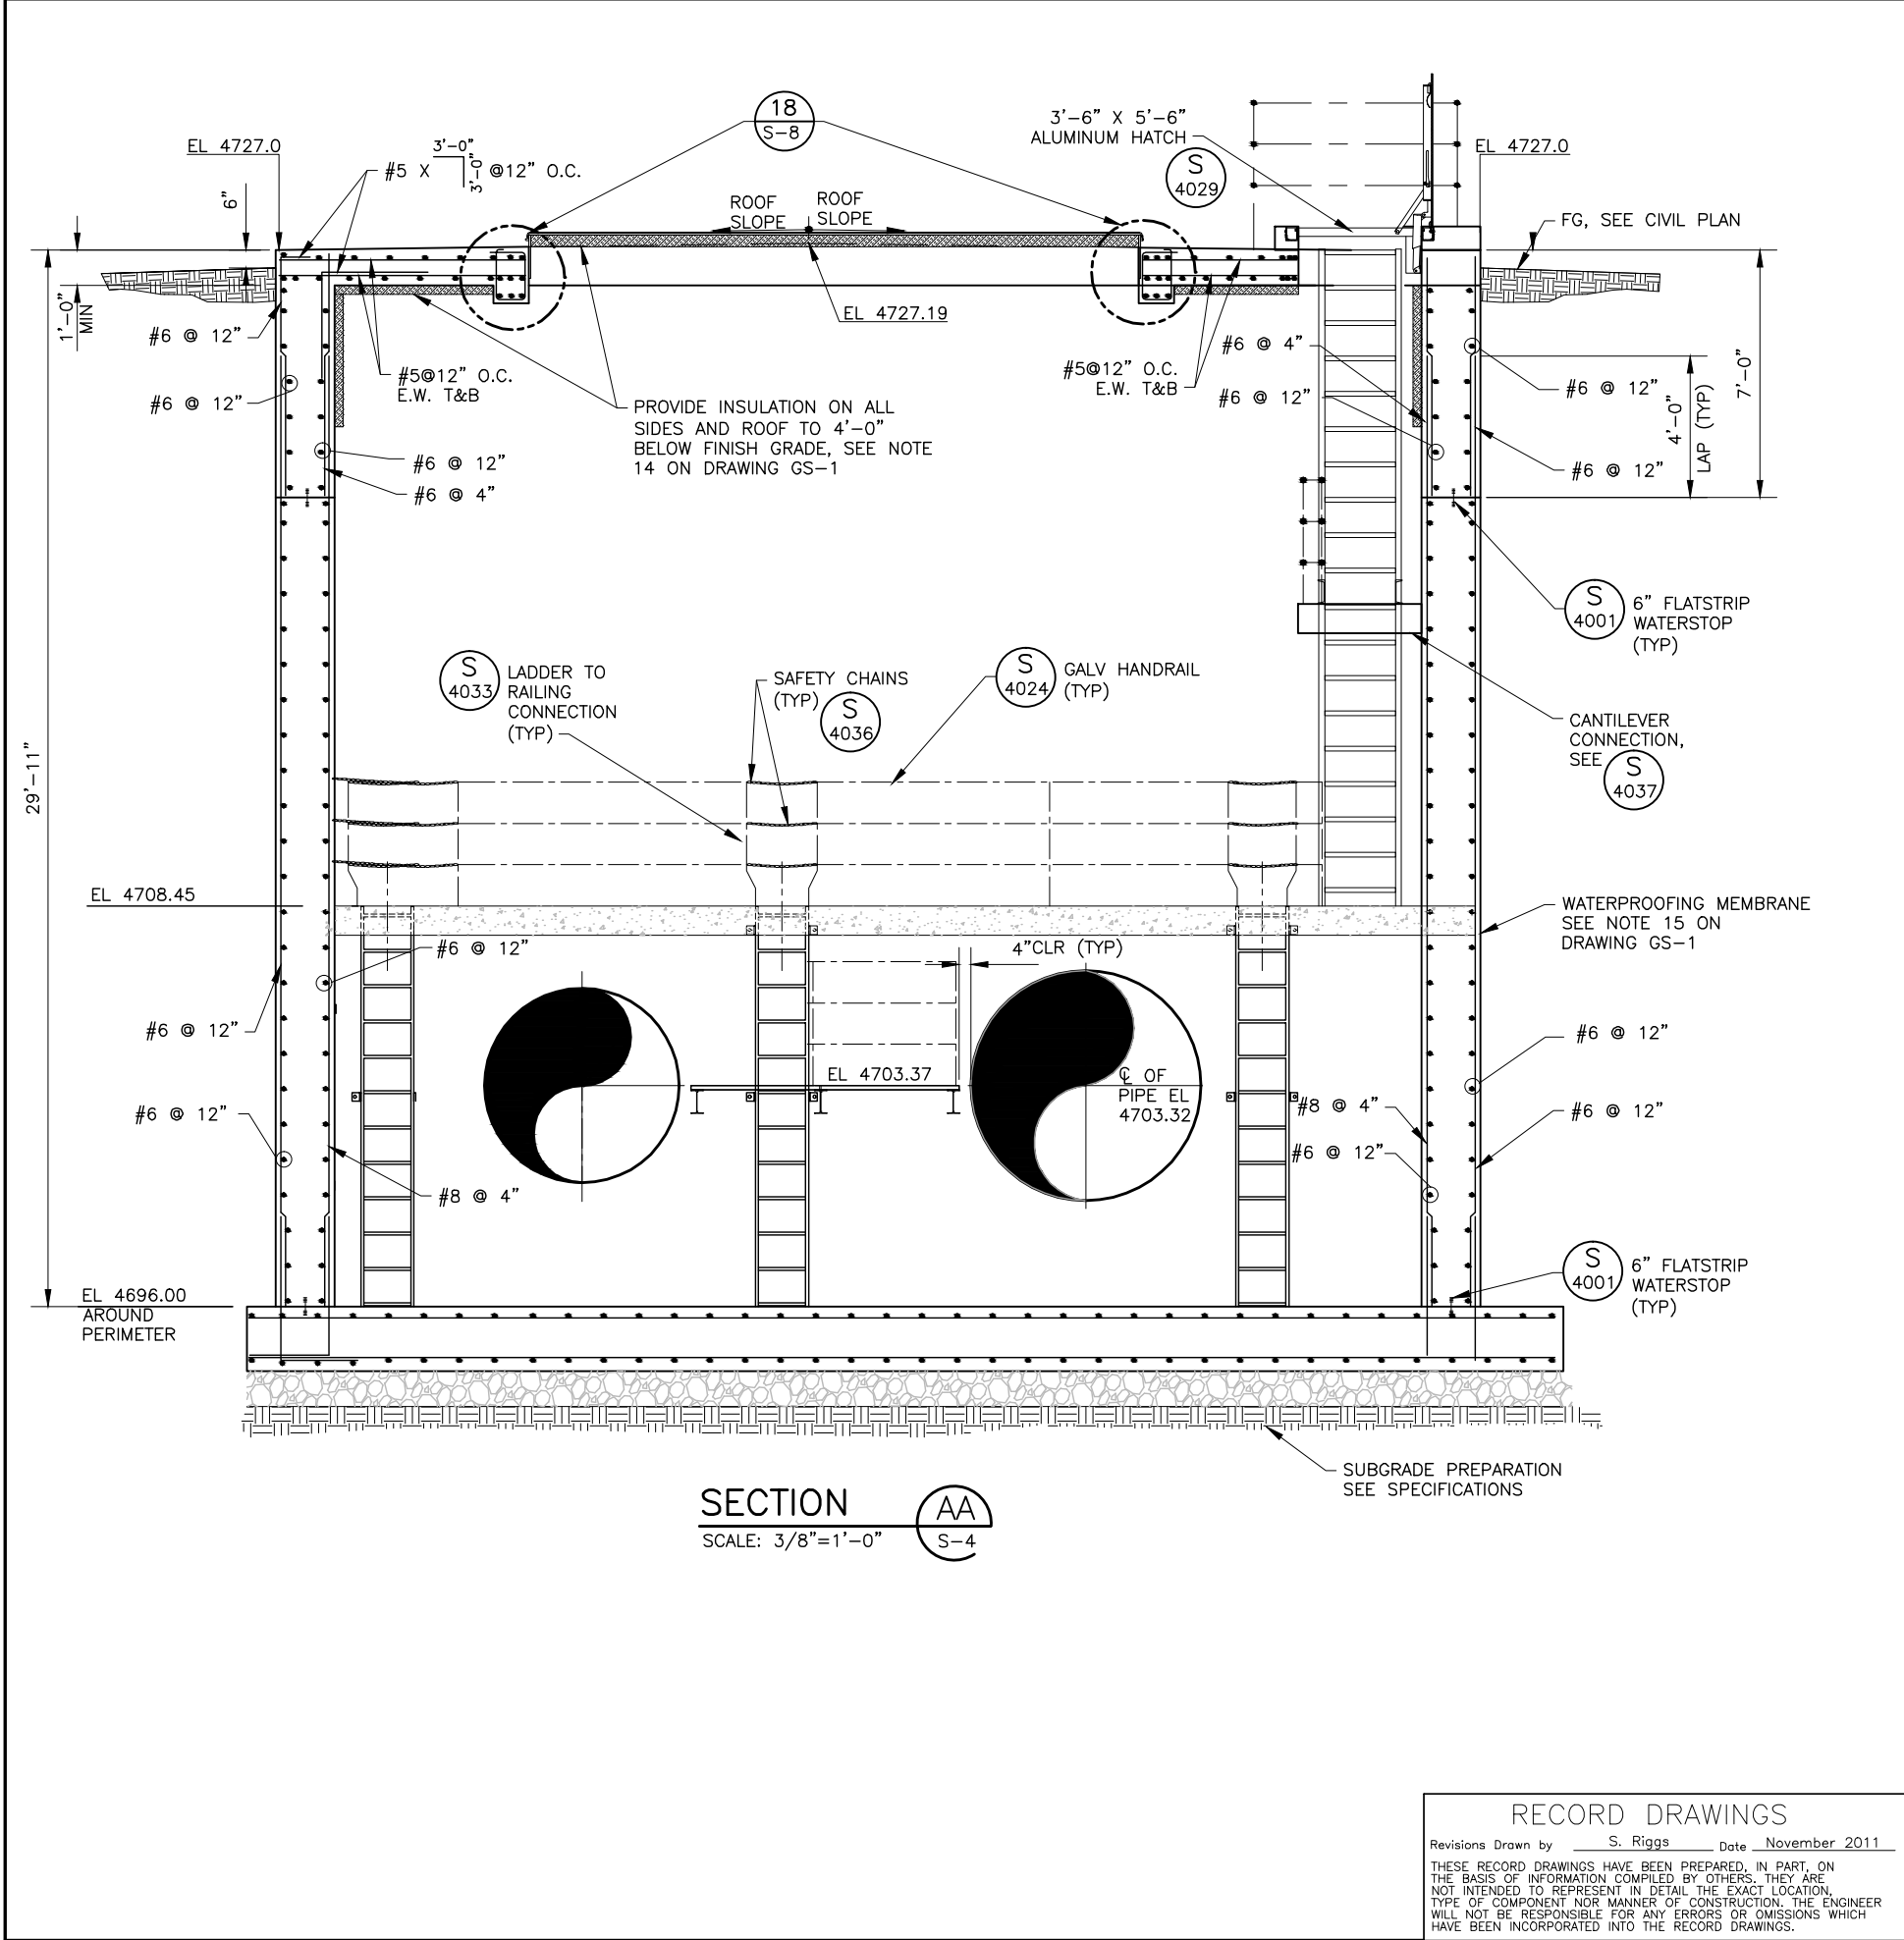 18
S-8
3'-6" X 5'-6"
ALUMINUM HATCH
S
4029
EL 4727.0
3'-0"
#5 X
3'-0"
@12" O.C.
EL 4727.0
6"
ROOF
SLOPE
ROOF
SLOPE
FG, SEE CIVIL PLAN
1'-0"
MIN
EL 4727.19
#6 @ 12"
#6 @ 4"
#5@12" O.C.
E.W. T&B
#5@12" O.C.
E.W. T&B
#6 @ 12"
#6 @ 12"
#6 @ 12"
PROVIDE INSULATION ON ALL
SIDES AND ROOF TO 4'-0"
BELOW FINISH GRADE, SEE NOTE
14 ON DRAWING GS-1
4'-0"
LAP (TYP)
7'-0"
#6 @ 12"
#6 @ 4"
#6 @ 12"
S
4001
6" FLATSTRIP
WATERSTOP
(TYP)
S
4033
LADDER TO
RAILING
CONNECTION
(TYP)
SAFETY CHAINS
(TYP)
S
4036
S
4024
GALV HANDRAIL
(TYP)
CANTILEVER
CONNECTION,
SEE
S
4037
29'-11"
EL 4708.45
WATERPROOFING MEMBRANE
SEE NOTE 15 ON
DRAWING GS-1
#6 @ 12"
4"CLR (TYP)
#6 @ 12"
#6 @ 12"
EL 4703.37
℄ OF
PIPE EL
4703.32
#6 @ 12"
#8 @ 4"
#6 @ 12"
#6 @ 12"
#8 @ 4"
S
4001
6" FLATSTRIP
WATERSTOP
(TYP)
EL 4696.00
AROUND
PERIMETER
SUBGRADE PREPARATION
SEE SPECIFICATIONS
SECTION
AA
SCALE: 3/8"=1'-0"
S-4
RECORD DRAWINGS
Revisions Drawn by S. Riggs Date November 2011
THESE RECORD DRAWINGS HAVE BEEN PREPARED, IN PART, ON
THE BASIS OF INFORMATION COMPILED BY OTHERS. THEY ARE
NOT INTENDED TO REPRESENT IN DETAIL THE EXACT LOCATION,
TYPE OF COMPONENT NOR MANNER OF CONSTRUCTION. THE ENGINEER
WILL NOT BE RESPONSIBLE FOR ANY ERRORS OR OMISSIONS WHICH
HAVE BEEN INCORPORATED INTO THE RECORD DRAWINGS.